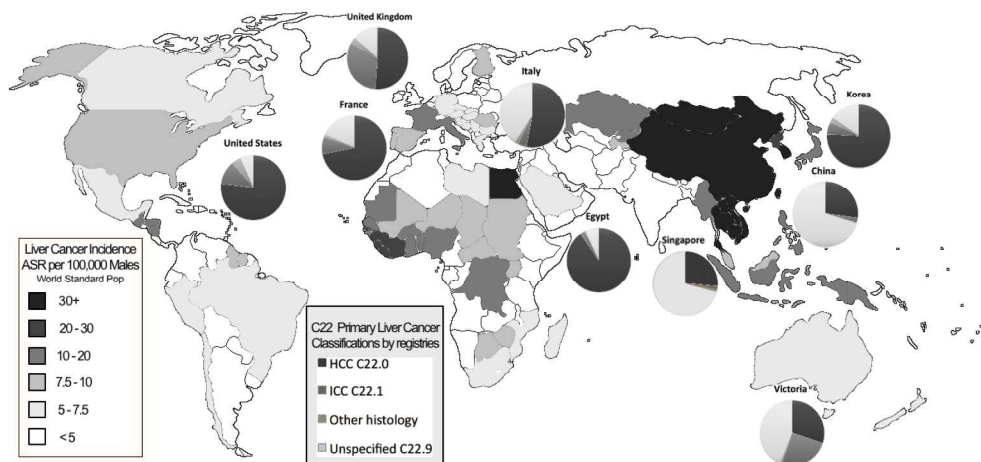 United Kingdom
Italy
Korea
France
United States
China
Egypt
Singapore
Victoria
Liver Cancer Incidence
ASR per 100,000 Males
World Standard Pop
30+
20 - 30
10 - 20
7.5 - 10
5 - 7.5
<5
C22 Primary Liver Cancer
Classifications by registries
HCC C22.0
ICC C22.1
Other histology
Unspecified C22.9